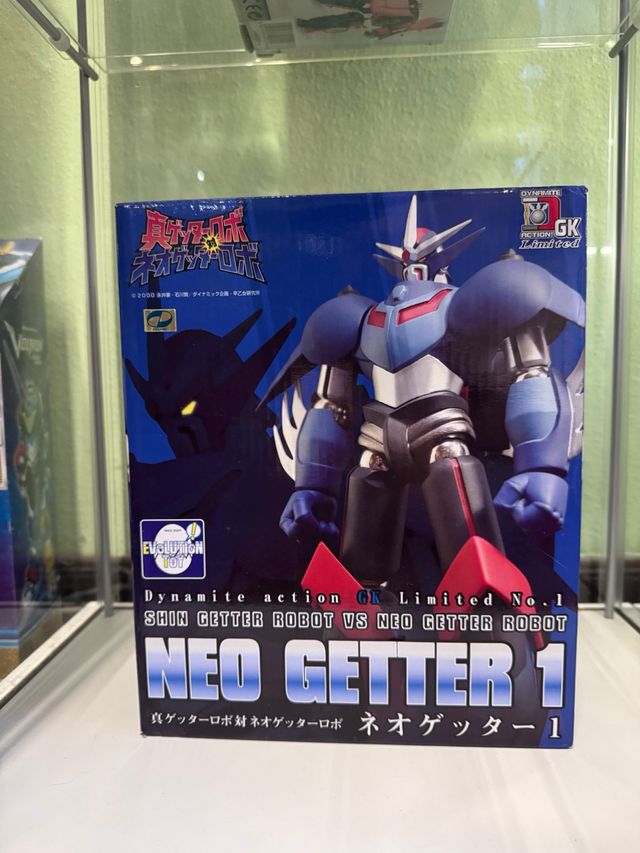 真ゲッターロボ
対
ネオゲッターロボ
© 2000 永井豪・石川賢/ダイナミック企画・早乙女研究所
DYNAMITE
ACTION! GK
Limited
EVOLUTION
TOY
Dynamite action GK Limited No.1
SHIN GETTER ROBOT VS NEO GETTER ROBOT
NEO GETTER 1
真ゲッターロボ対ネオゲッターロボ ネオゲッター1